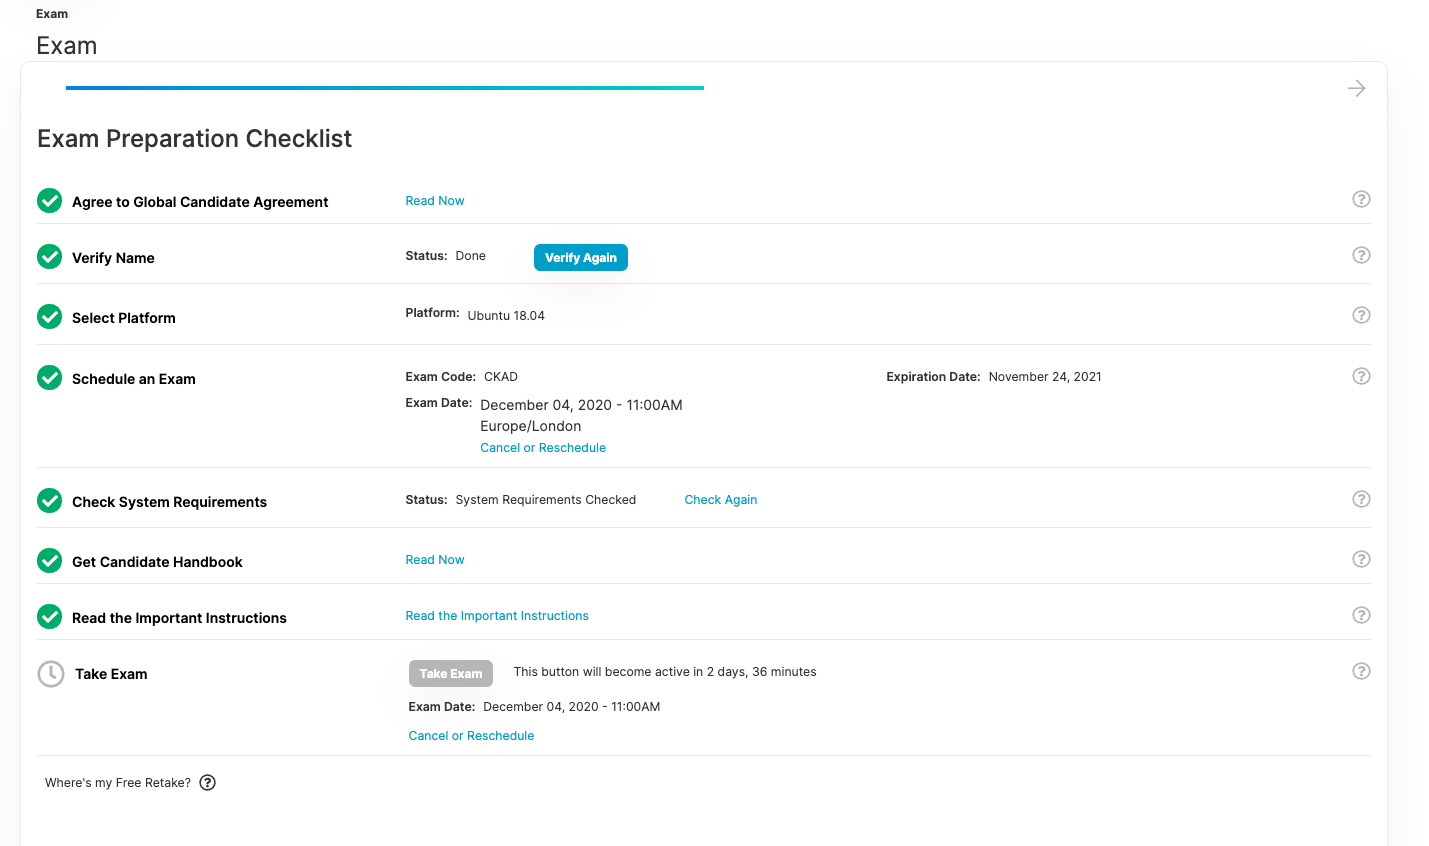 Exam
Exam
Exam Preparation Checklist
Agree to Global Candidate Agreement Read Now
Verify Name Status: Done Verify Again
Select Platform Platform: Ubuntu 18.04
Schedule an Exam Exam Code: CKAD Expiration Date: November 24, 2021
Exam Date: December 04, 2020 - 11:00AM
Europe/London
Cancel or Reschedule
Check System Requirements Status: System Requirements Checked Check Again
Get Candidate Handbook Read Now
Read the Important Instructions Read the Important Instructions
Take Exam Take Exam This button will become active in 2 days, 36 minutes
Exam Date: December 04, 2020 - 11:00AM
Cancel or Reschedule
Where's my Free Retake?